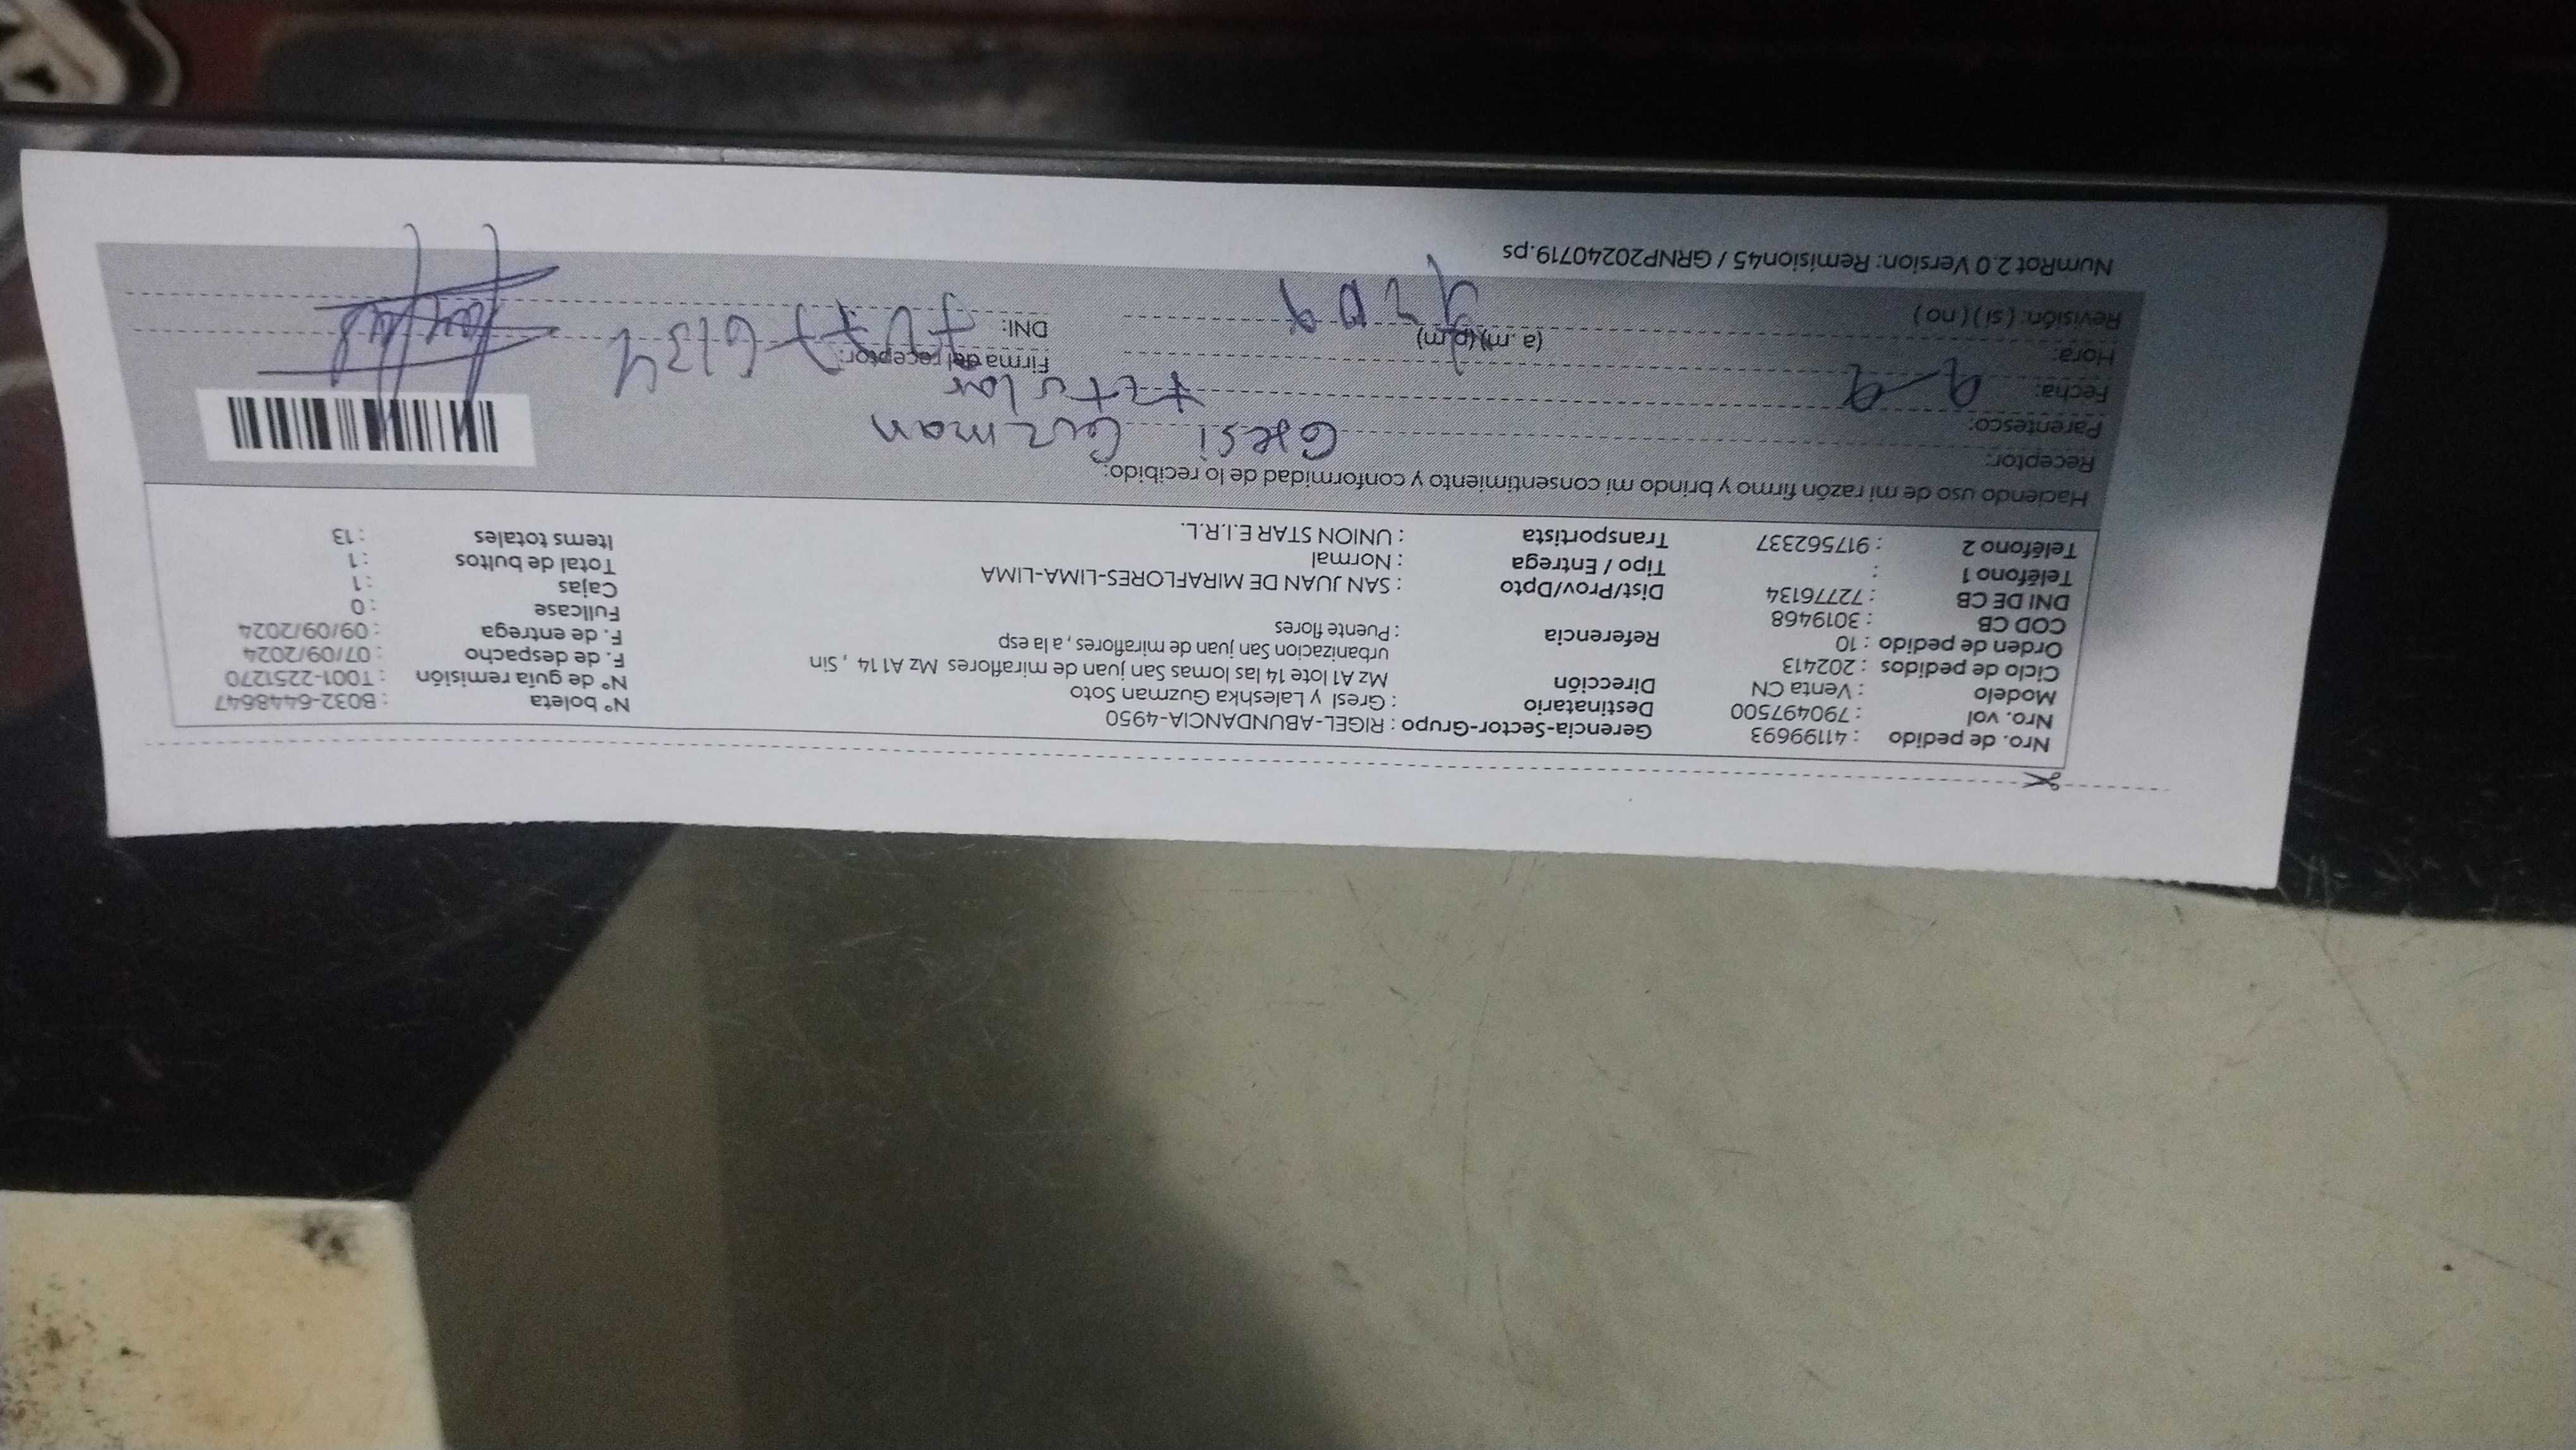 Nro. de pedido : 41199693
Nro. vol : 790497500
Modelo : Venta CN
Ciclo de pedidos : 202413
Orden de pedido : 10
COD CB : 3019468
DNI DE CB : 72776134
Teléfono 1 :
Teléfono 2 : 917562337
Gerencia-Sector-Grupo : RIGEL-ABUNDANCIA-4950
Destinatario : Gresl y Laleshka Guzman Soto
Dirección Mz A1 lote 14 las lomas San juan de miraflores Mz A1 14 , Sin
urbanizacion San juan de miraflores , a la esp
Referencia : Puente flores
Dist/Prov/Dpto : SAN JUAN DE MIRAFLORES-LIMA-LIMA
Tipo / Entrega : Normal
Transportista : UNION STAR E.I.R.L.
N° boleta : B032-6448647
N° de guía remisión : T001-2251270
F. de despacho : 07/09/2024
F. de entrega : 09/09/2024
Fullcase : 0
Cajas : 1
Total de bultos : 1
Items totales : 13
Haciendo uso de mi razón firmo y brindo mi consentimiento y conformidad de lo recibido:
Receptor: Guzman
Parentesco:
Fecha: 9-9
Hora: (a. m) (p. m)
Revisión: ( si ) ( no )
Firma del receptor:
DNI:
NumRot 2.0 Version: Remision45 / GRNP20240719.ps